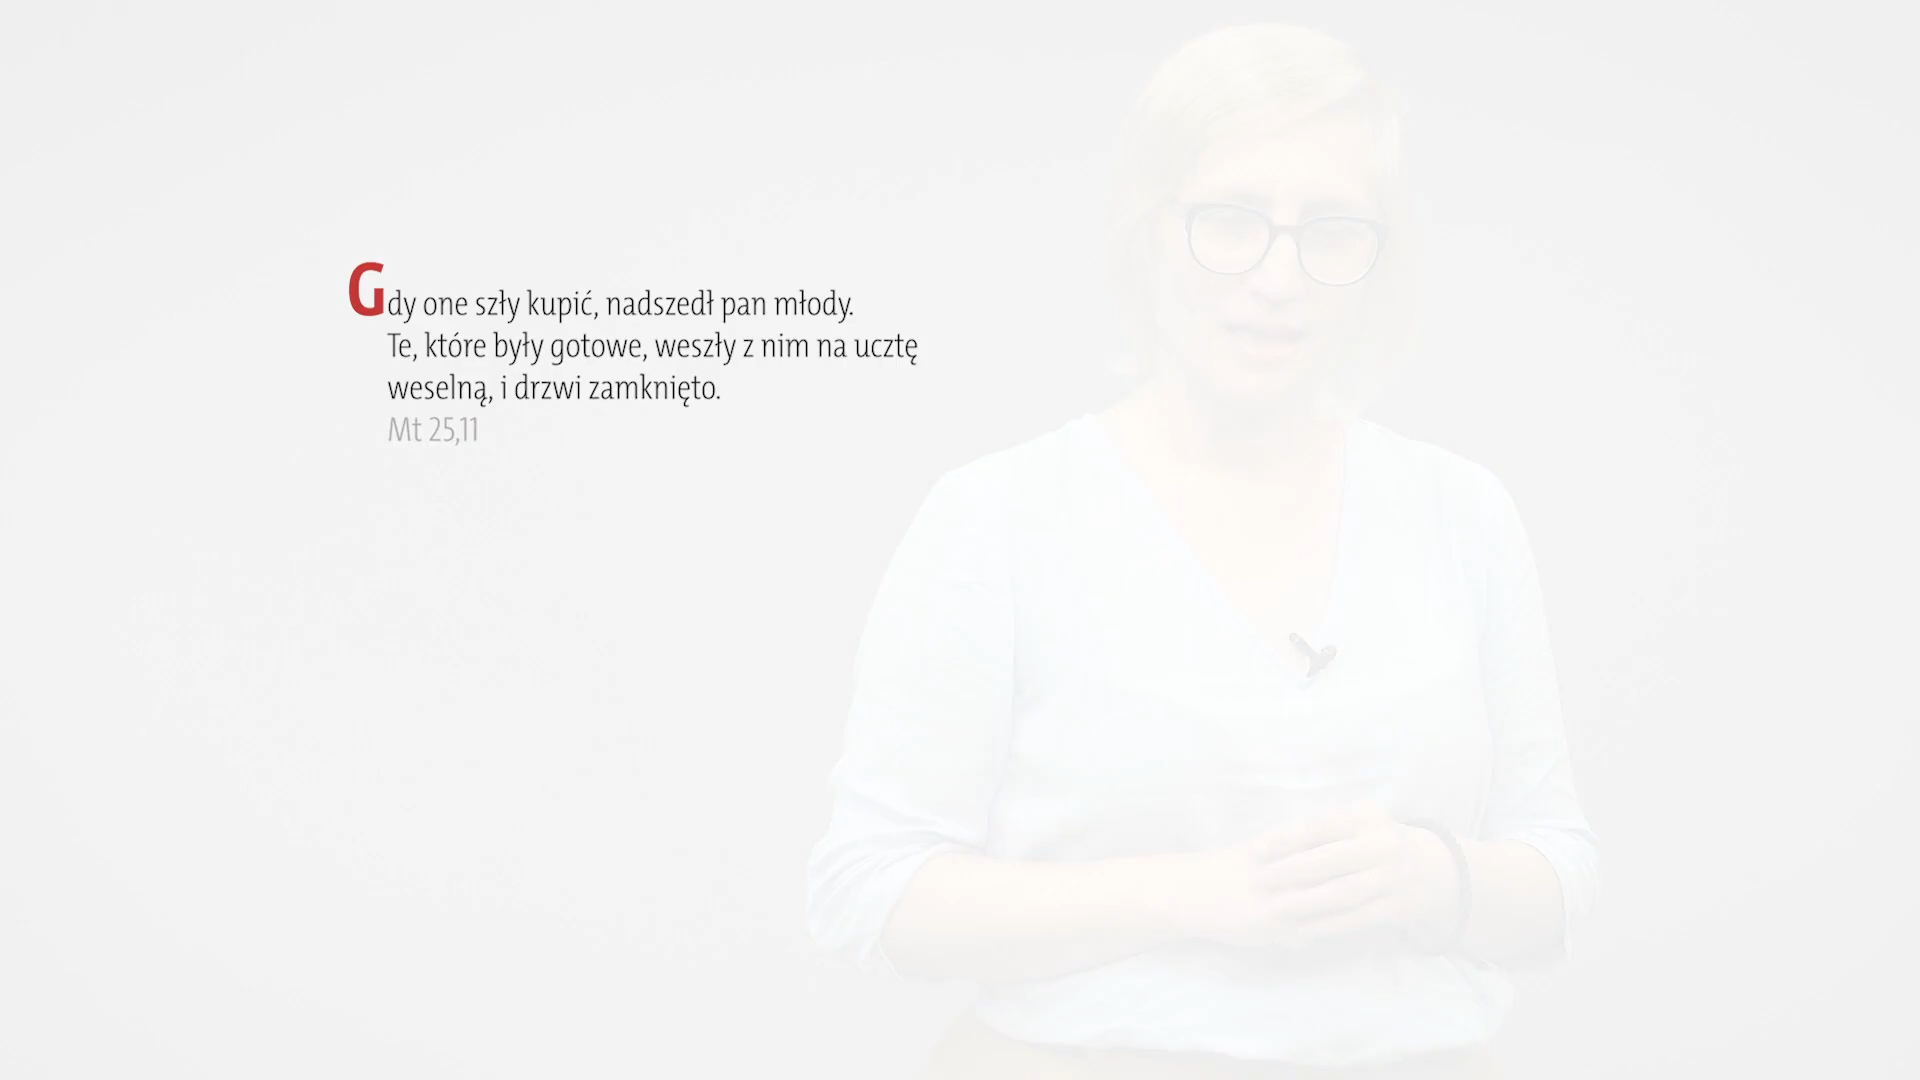 Gdy one szły kupić, nadszedł pan młody.
Te, które były gotowe, weszły z nim na ucztę
weselną, i drzwi zamknięto.
Mt 25,11